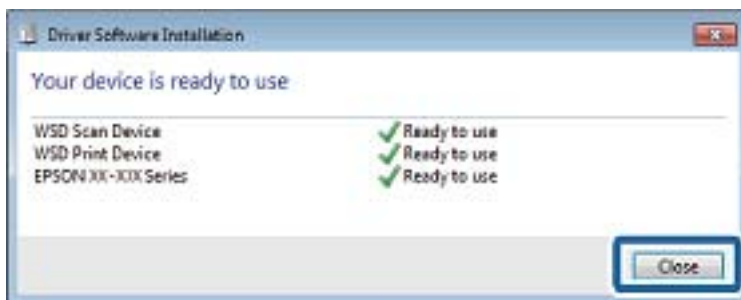 Driver Software Installation
Your device is ready to use
WSD Scan Device Ready to use
WSD Print Device Ready to use
EPSON XX-XXX Series Ready to use
Close